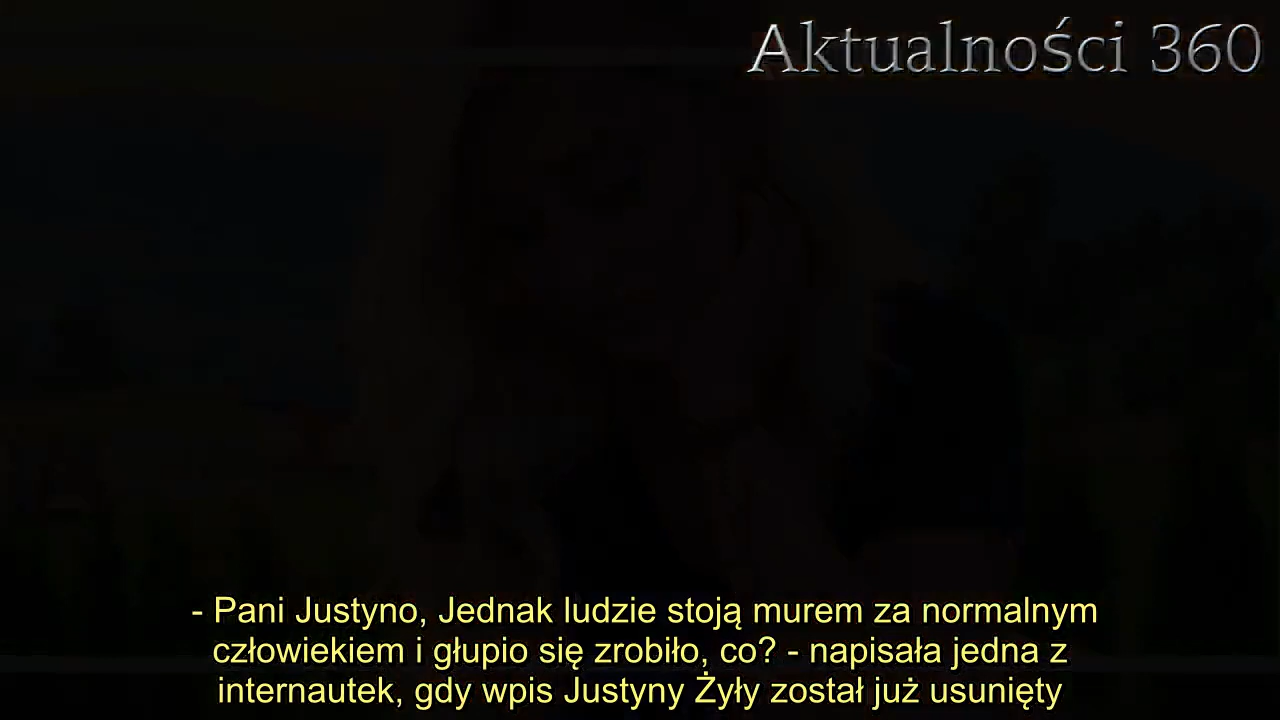 Aktualności 360
- Pani Justyno, Jednak ludzie stoją murem za normalnym
człowiekiem i głupio się zrobiło, co? - napisała jedna z
internautek, gdy wpis Justyny Żyły został już usunięty